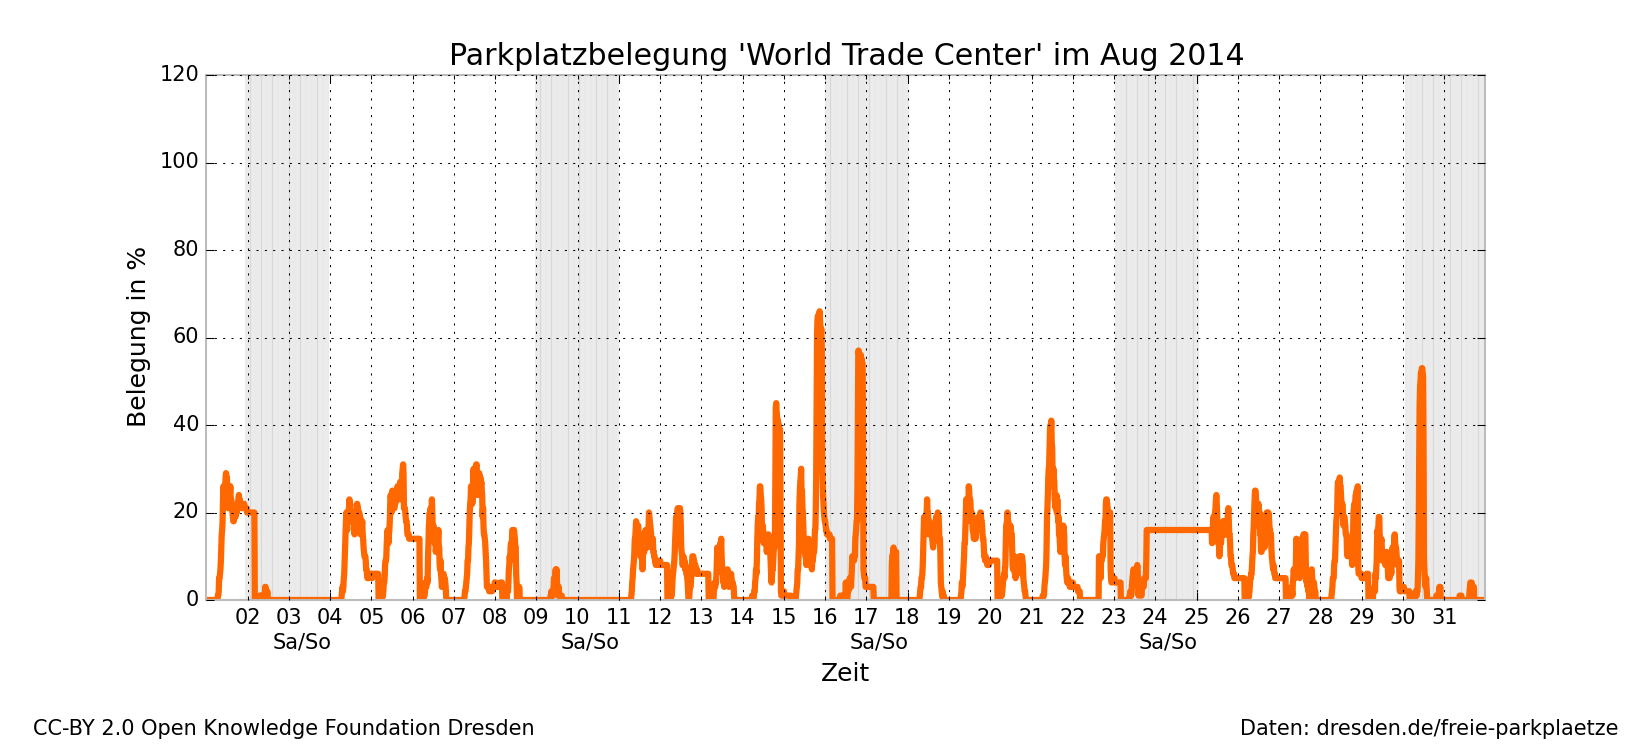 Parkplatzbelegung 'World Trade Center' im Aug 2014
120
100
80
60
40
20
0
Belegung in %
02 03 04 05 06 07 08 09 10 11 12 13 14 15 16 17 18 19 20 21 22 23 24 25 26 27 28 29 30 31
Sa/So Sa/So Sa/So Sa/So
Zeit
CC-BY 2.0 Open Knowledge Foundation Dresden
Daten: dresden.de/freie-parkplaetze